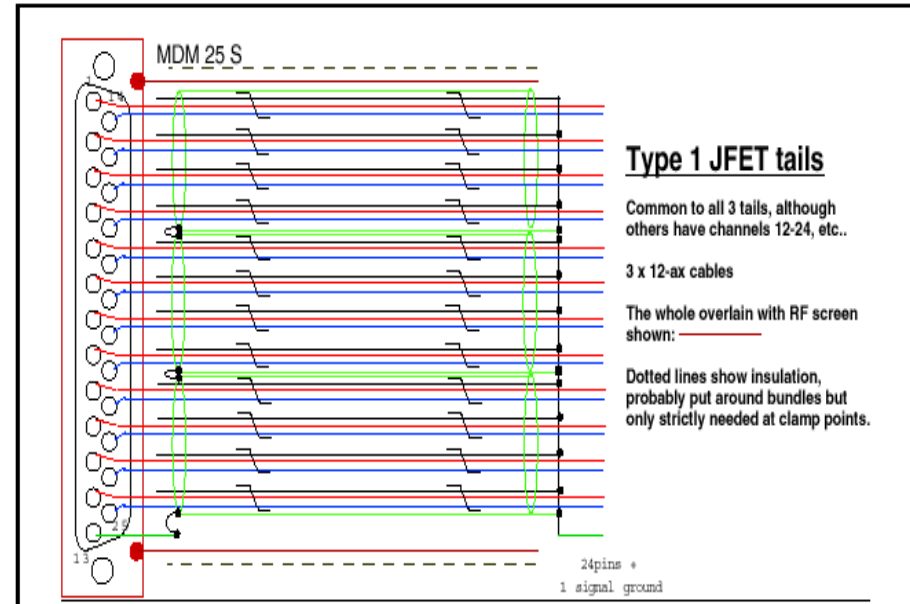 MDM 25 S
1
14
Type 1 JFET tails
Common to all 3 tails, although
others have channels 12-24, etc..
3 x 12-ax cables
The whole overlain with RF screen
shown:
Dotted lines show insulation,
probably put around bundles but
only strictly needed at clamp points.
25
13
24pins +
1 signal ground